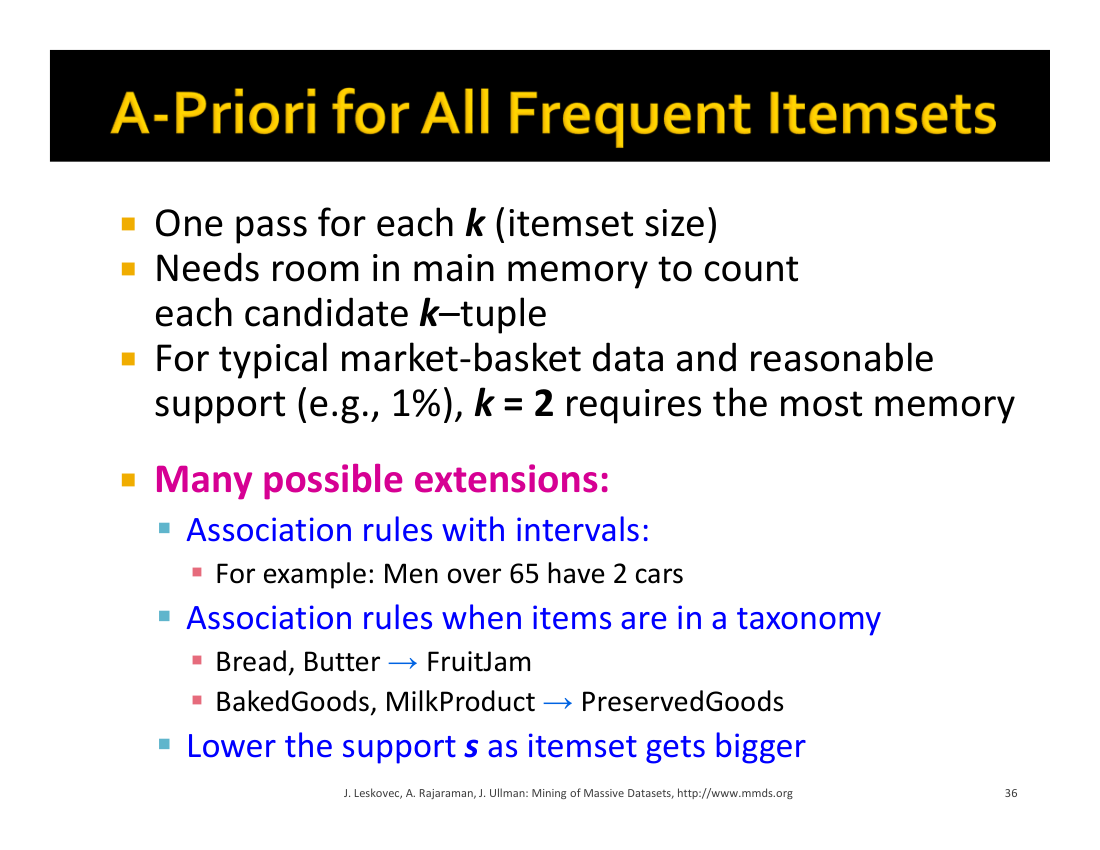 A-Priori for All Frequent Itemsets
One pass for each k (itemset size)
Needs room in main memory to count
each candidate k–tuple
For typical market-basket data and reasonable
support (e.g., 1%), k = 2 requires the most memory
Many possible extensions:
Association rules with intervals:
For example: Men over 65 have 2 cars
Association rules when items are in a taxonomy
Bread, Butter → FruitJam
BakedGoods, MilkProduct → PreservedGoods
Lower the support s as itemset gets bigger
J. Leskovec, A. Rajaraman, J. Ullman: Mining of Massive Datasets, http://www.mmds.org
36